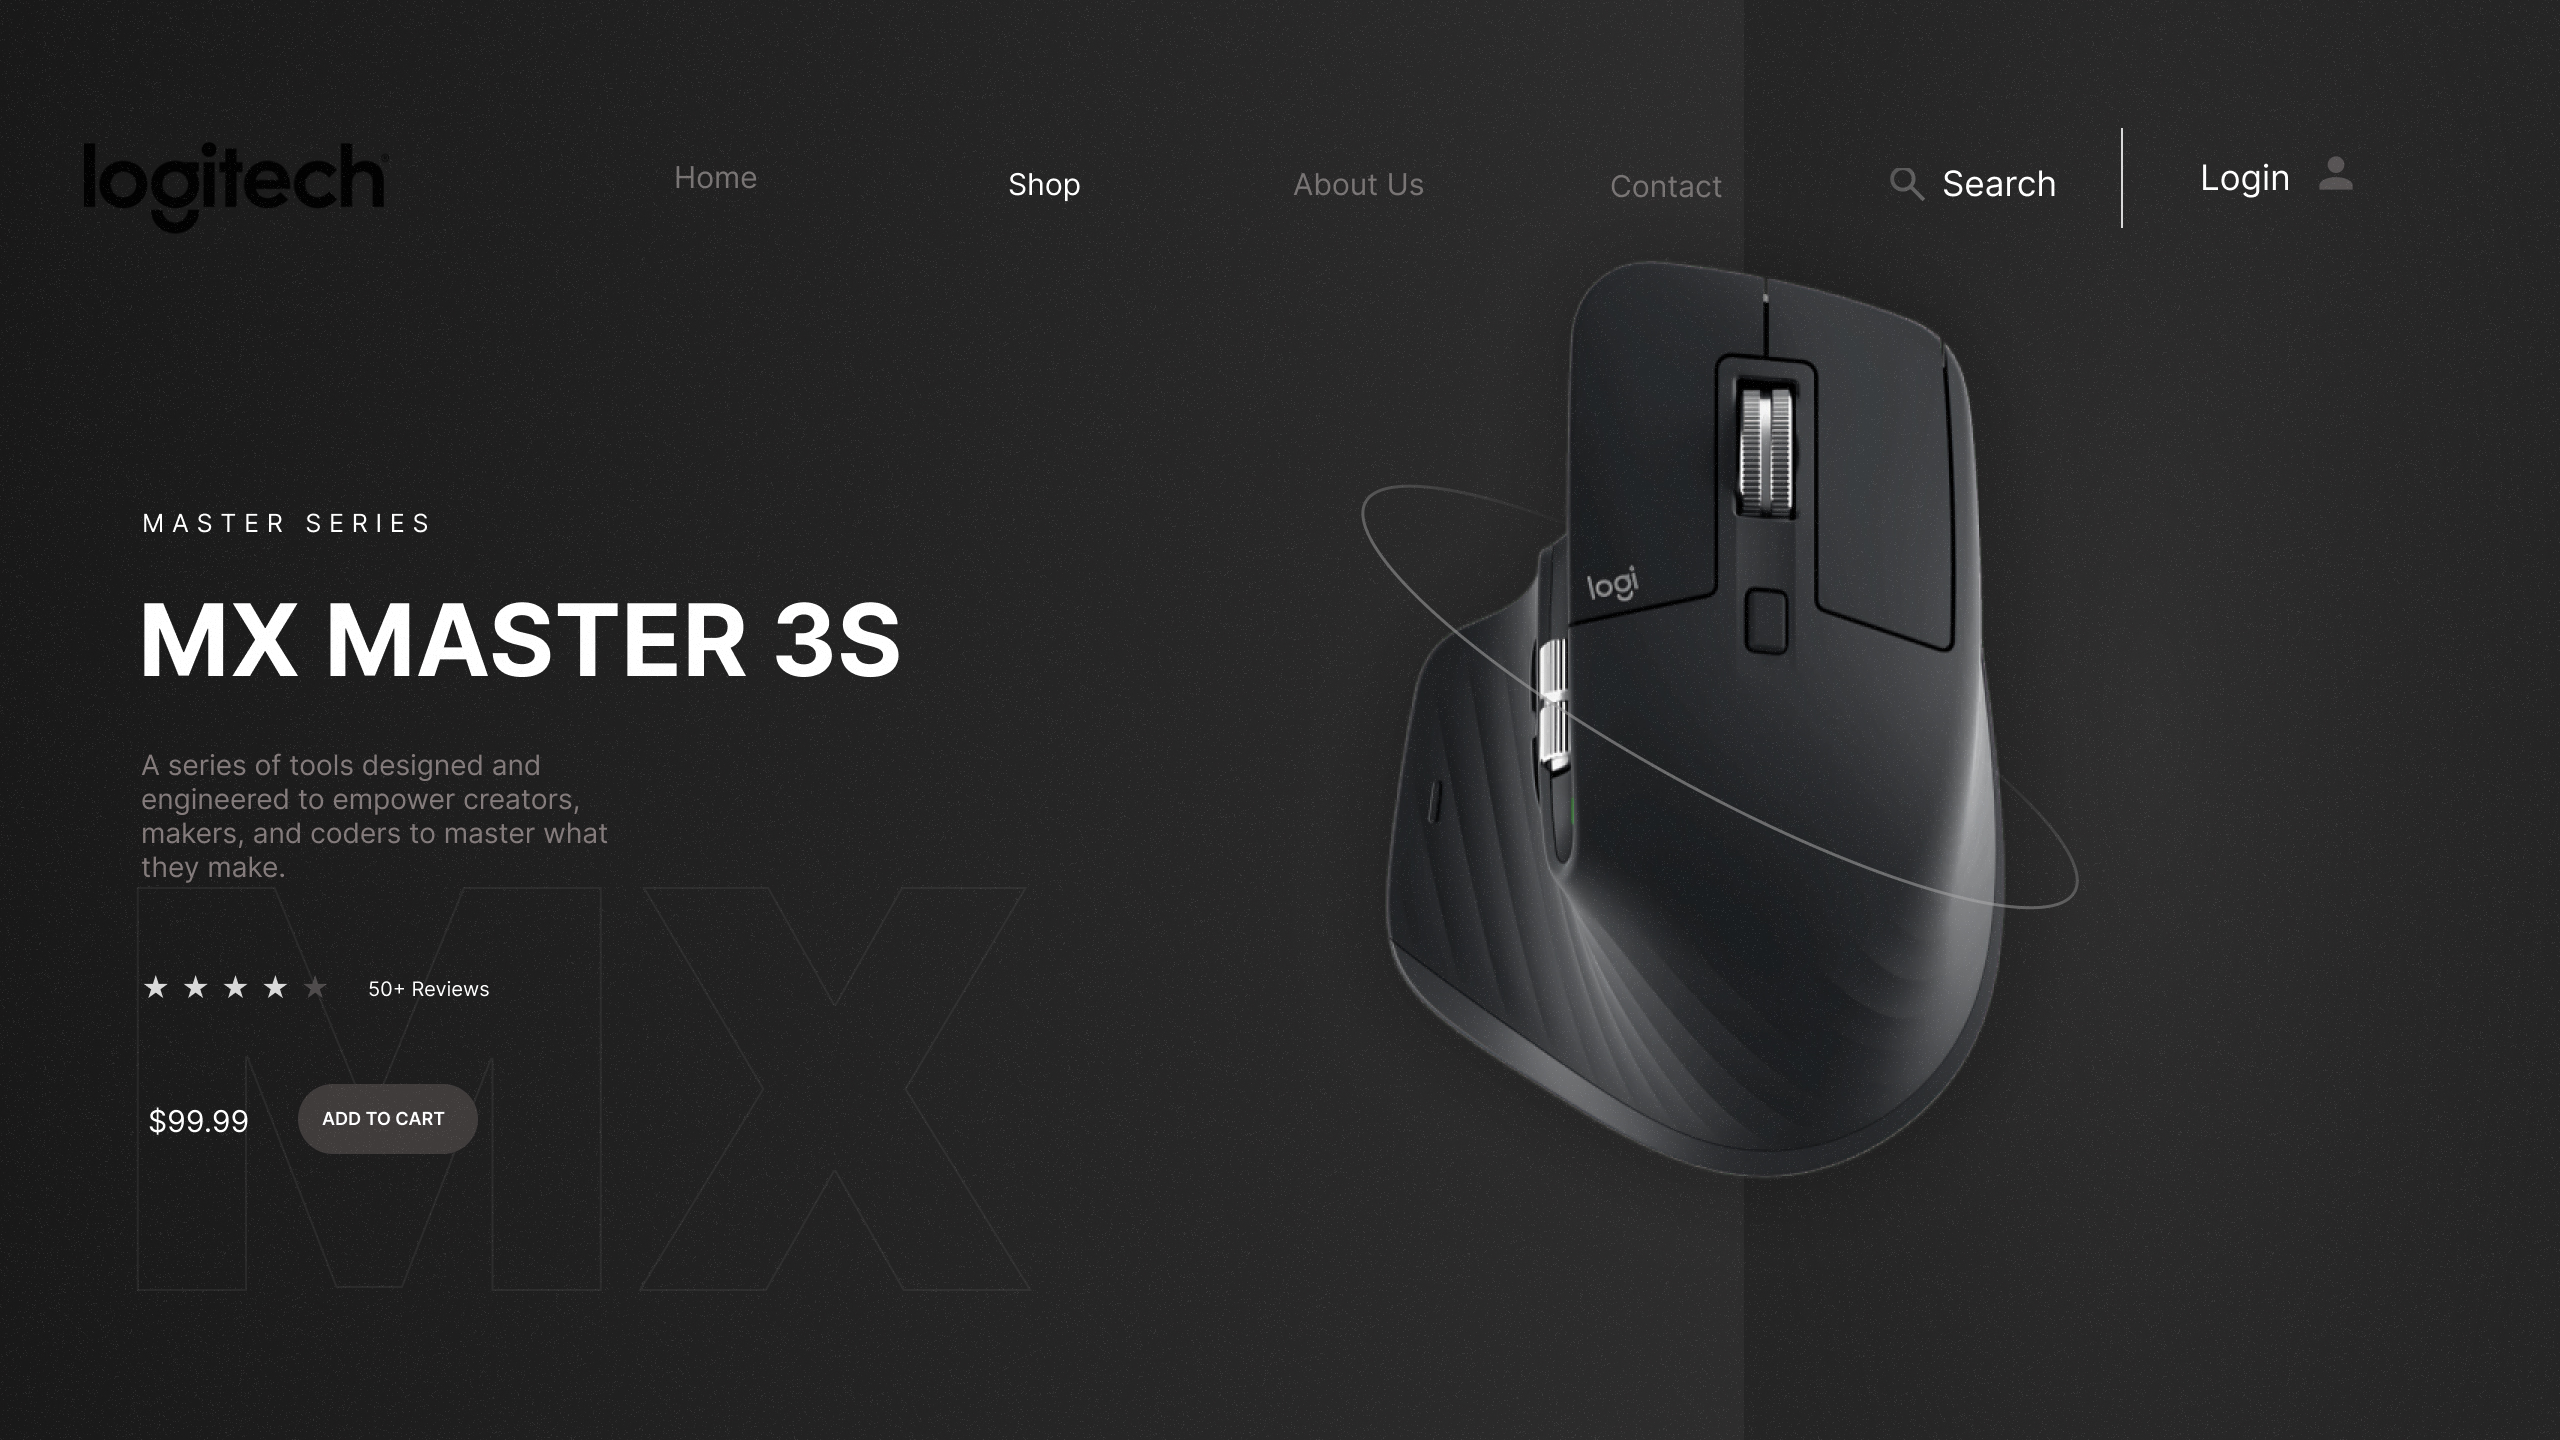 logitech
Home
Shop
About Us
Contact
Search
Login
MASTER SERIES
MX MASTER 3S
A series of tools designed and
engineered to empower creators,
makers, and coders to master what
they make.
MX
50+ Reviews
$99.99
ADD TO CART
logi